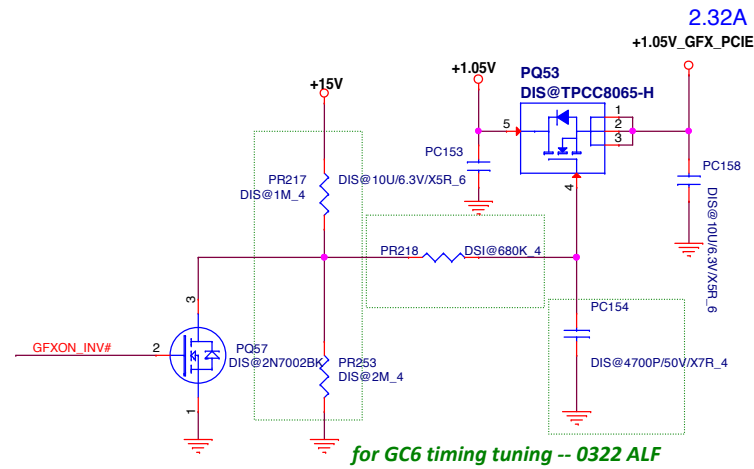 2.32A
+1.05V_GFX_PCIE
+1.05V
PQ53
DIS@TPCC8065-H
+15V
5
1
2
3
4
PC153
DIS@10U/6.3V/X5R_6
PC158
DIS@10U/6.3V/X5R_6
PR217
DIS@1M_4
PR218
DSI@680K_4
3
GFXON_INV#
2
PQ57
DIS@2N7002BK
1
PR253
DIS@2M_4
PC154
DIS@4700P/50V/X7R_4
for GC6 timing tuning -- 0322 ALF